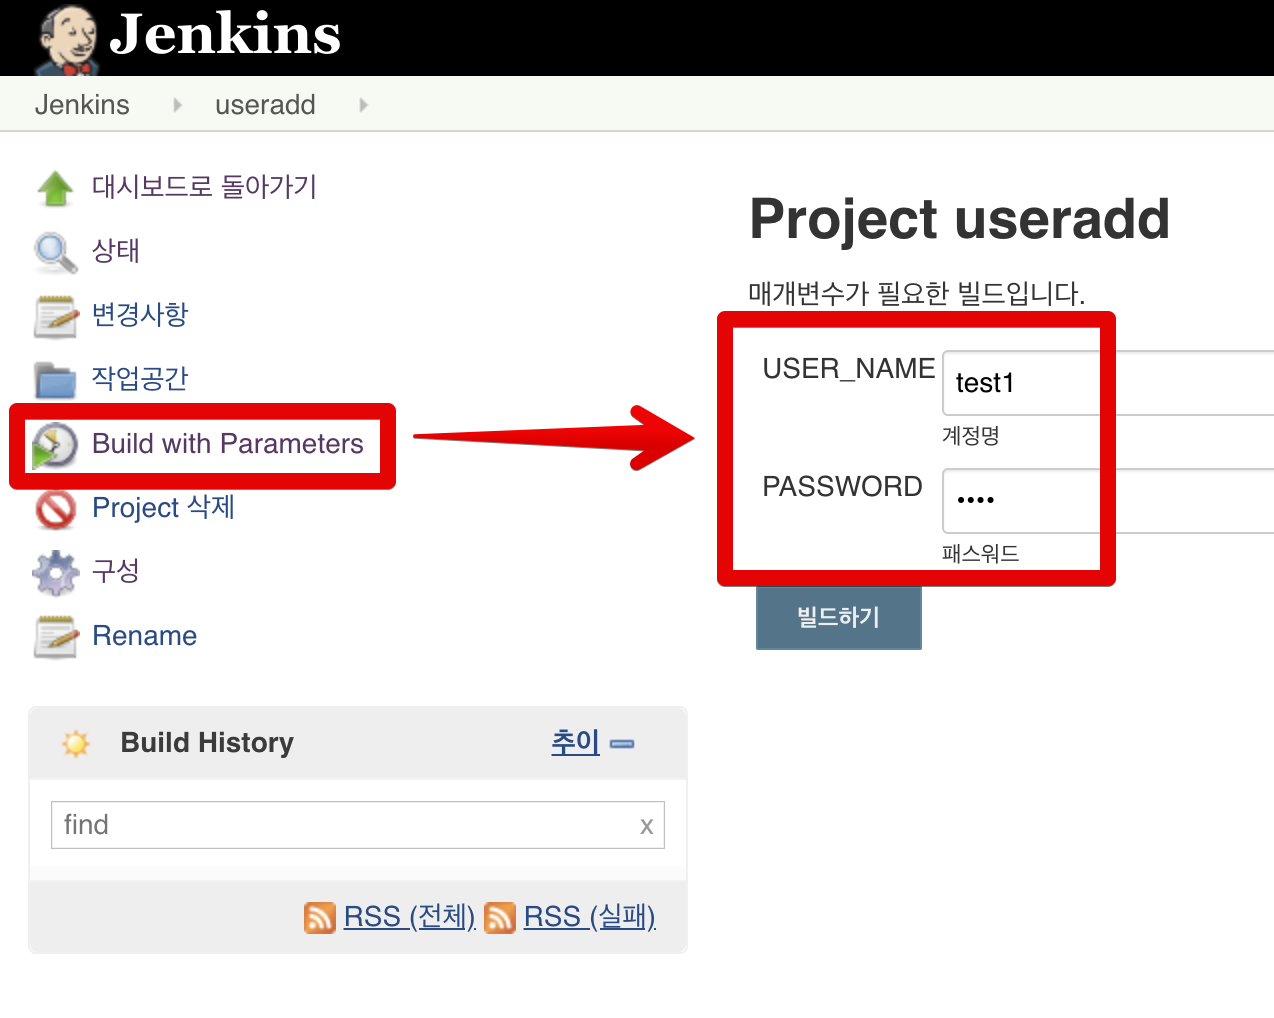 Jenkins
Jenkins
useradd
대시보드로 돌아가기
상태
변경사항
작업공간
Build with Parameters
Project 삭제
구성
Rename
Project useradd
매개변수가 필요한 빌드입니다.
USER_NAME
test1
계정명
PASSWORD
••••
패스워드
빌드하기
Build History
추이
find
x
RSS (전체)
RSS (실패)